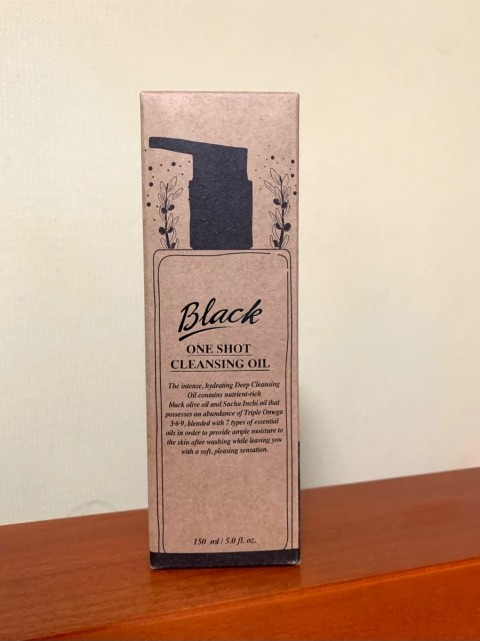 Black
ONE SHOT
CLEANSING OIL
The intense, hydrating Deep Cleansing
Oil contains nutrient-rich
black olive oil and Sacha Inchi oil that
possesses an abundance of Triple Omega
3-6-9, blended with 7 types of essential
oils in order to provide ample moisture to
the skin after washing while leaving you
with a soft, pleasing sensation.
150 ml / 5.0 fl. oz.